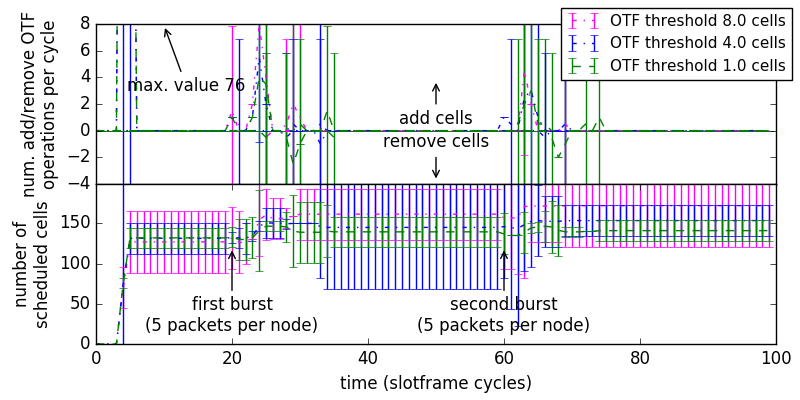 OTF threshold 8.0 cells
OTF threshold 4.0 cells
OTF threshold 1.0 cells
num. add/remove OTF
operations per cycle
8
6
4
2
0
−2
−4
max. value 76
add cells
remove cells
number of
scheduled cells
150
100
50
0
first burst
(5 packets per node)
second burst
(5 packets per node)
0
20
40
60
80
100
time (slotframe cycles)